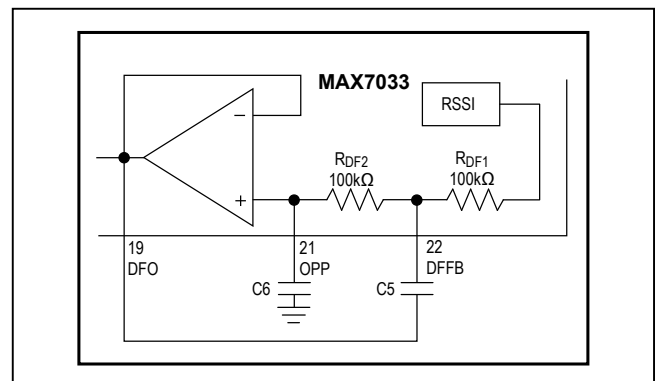 MAX7033
RSSI
−
+
RDF2
100kΩ
RDF1
100kΩ
19
DFO
21
OPP
22
DFFB
C6
C5